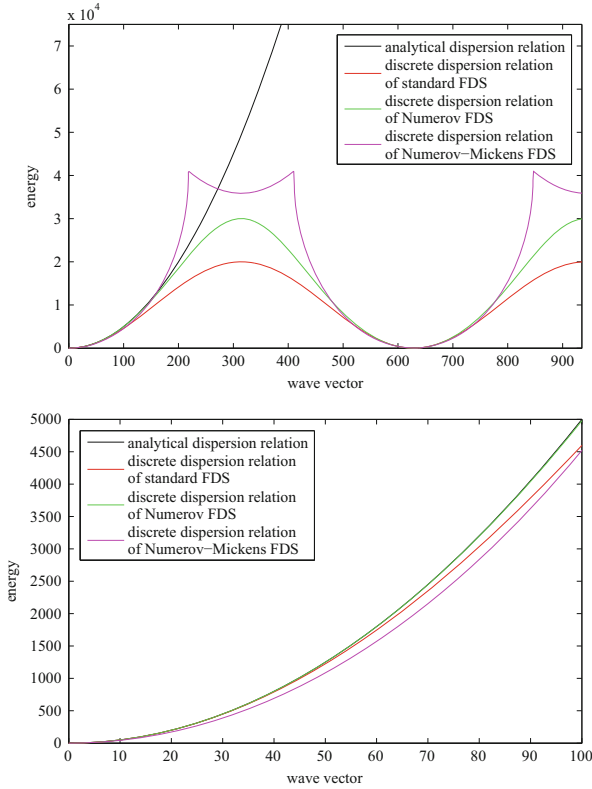 x 10⁴
7
6
5
4
3
2
1
0
energy
analytical dispersion relation
discrete dispersion relation
of standard FDS
discrete dispersion relation
of Numerov FDS
discrete dispersion relation
of Numerov−Mickens FDS
0 100 200 300 400 500 600 700 800 900
wave vector
5000
4500
4000
3500
3000
2500
2000
1500
1000
500
0
energy
analytical dispersion relation
discrete dispersion relation
of standard FDS
discrete dispersion relation
of Numerov FDS
discrete dispersion relation
of Numerov−Mickens FDS
0 10 20 30 40 50 60 70 80 90 100
wave vector